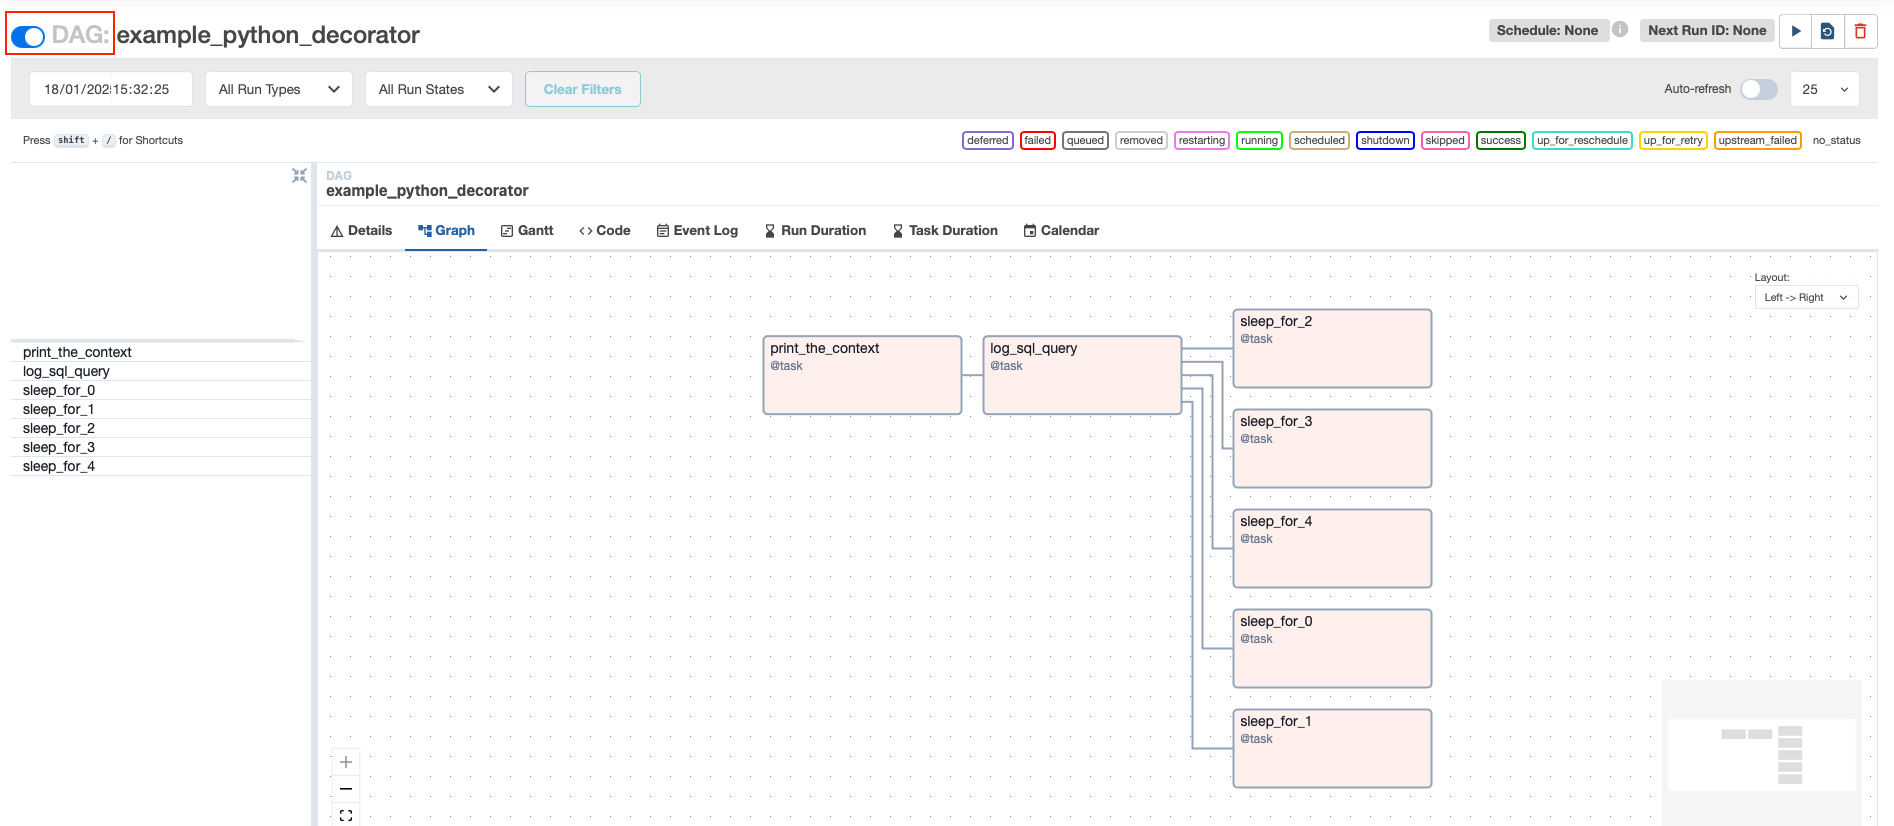 DAG: example_python_decorator
Schedule: None
Next Run ID: None
18/01/202 15:32:25
All Run Types
All Run States
Clear Filters
Auto-refresh
25
Press shift + / for Shortcuts
deferred failed queued removed restarting running scheduled shutdown skipped success up_for_reschedule up_for_retry upstream_failed no_status
DAG
example_python_decorator
Details Graph Gantt Code Event Log Run Duration Task Duration Calendar
print_the_context
log_sql_query
sleep_for_0
sleep_for_1
sleep_for_2
sleep_for_3
sleep_for_4
Layout:
Left -> Right
print_the_context
@task
log_sql_query
@task
sleep_for_2
@task
sleep_for_3
@task
sleep_for_4
@task
sleep_for_0
@task
sleep_for_1
@task